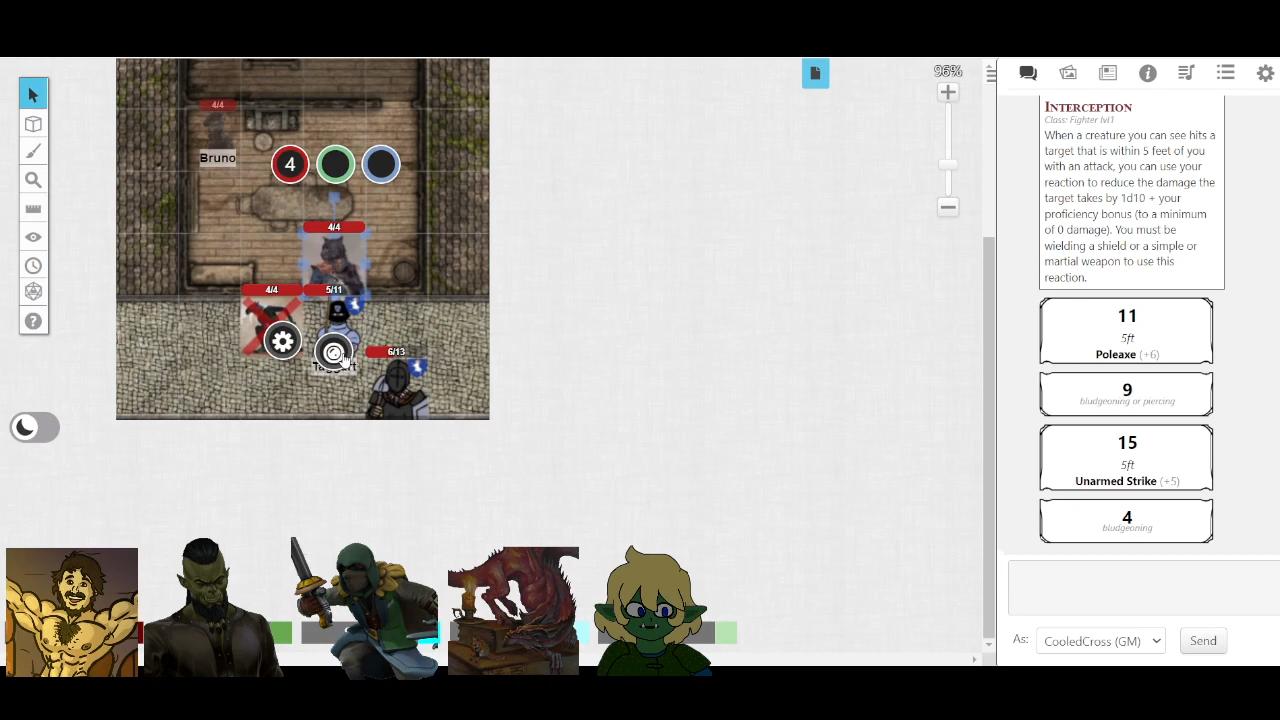 96%
4/4
Bruno
4
4/4
4/4
5/11
6/13
INTERCEPTION
Class: Fighter lvl1
When a creature you can see hits a
target that is within 5 feet of you
with an attack, you can use your
reaction to reduce the damage the
target takes by 1d10 + your
proficiency bonus (to a minimum
of 0 damage). You must be
wielding a shield or a simple or
martial weapon to use this
reaction.
11
5ft
Poleaxe (+6)
9
bludgeoning or piercing
15
5ft
Unarmed Strike (+5)
4
bludgeoning
As:
CooledCross (GM)
Send